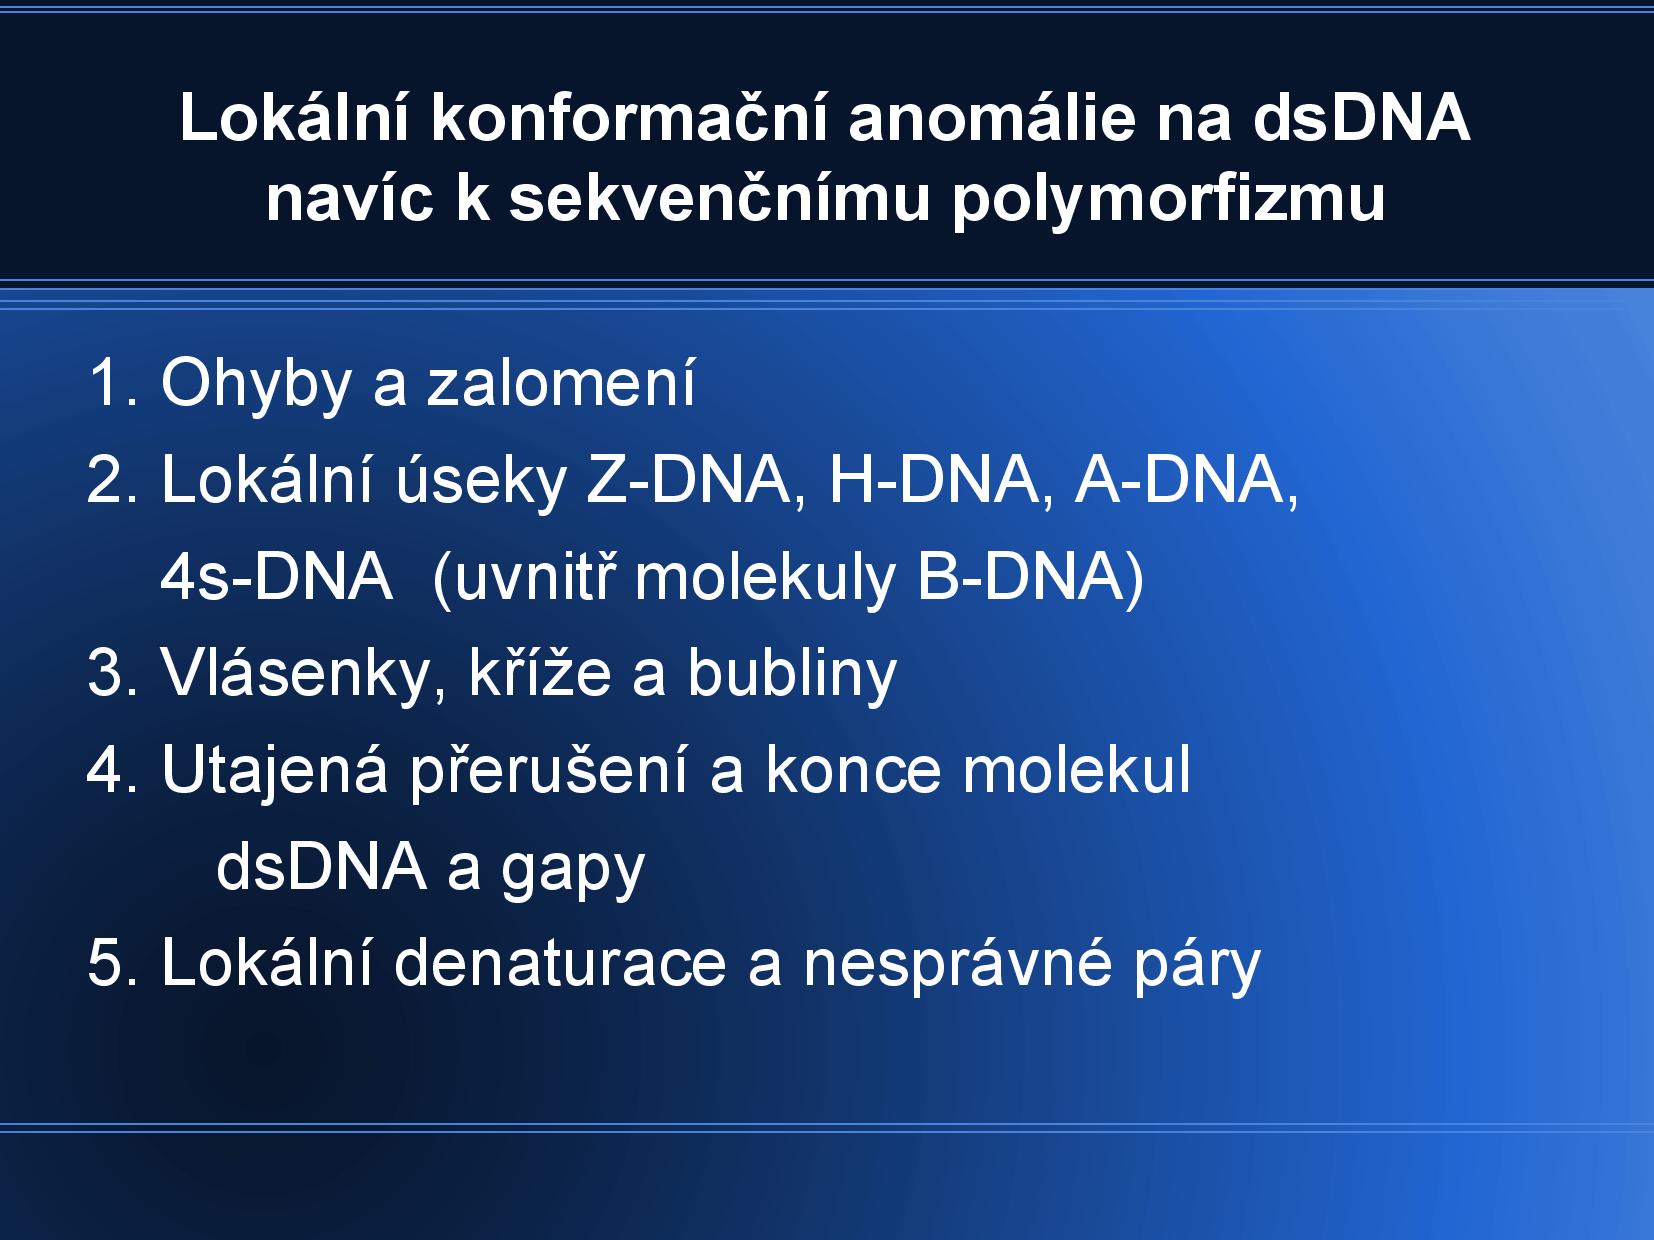 Lokální konformační anomálie na dsDNA
navíc k sekvenčnímu polymorfizmu
1. Ohyby a zalomení
2. Lokální úseky Z-DNA, H-DNA, A-DNA,
4s-DNA  (uvnitř molekuly B-DNA)
3. Vlásenky, kříže a bubliny
4. Utajená přerušení a konce molekul
dsDNA a gapy
5. Lokální denaturace a nesprávné páry